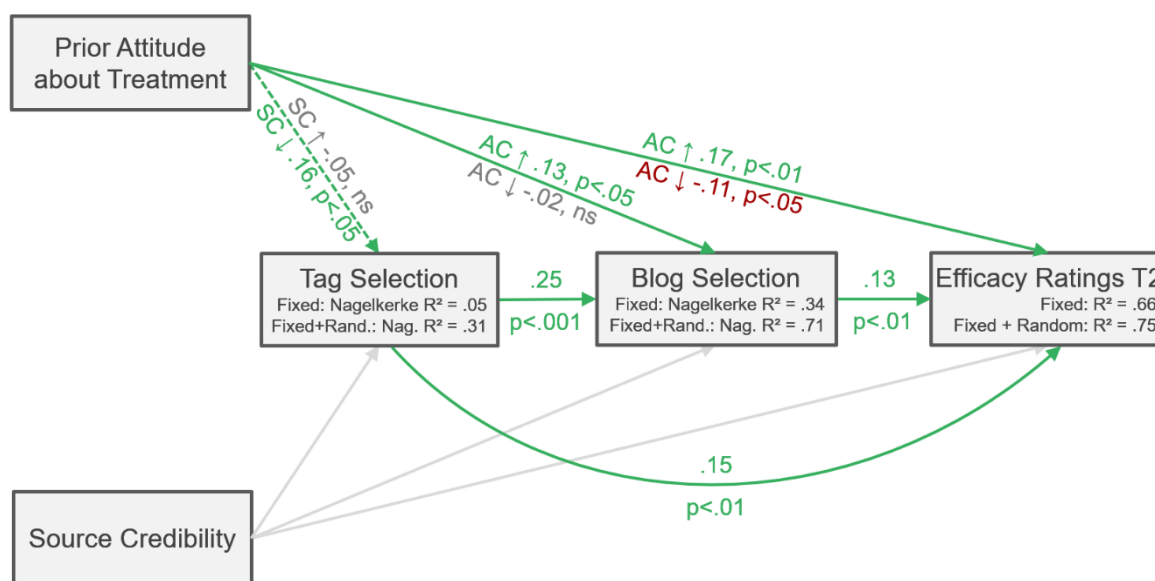 Prior Attitude
about Treatment
SC ↑ -.05, ns
SC ↓ .16, p<.05
AC ↑ .13, p<.05
AC ↓ -.02, ns
AC ↑ .17, p<.01
AC ↓ -.11, p<.05
Tag Selection
Fixed: Nagelkerke R² = .05
Fixed+Rand.: Nag. R² = .31
.25
p<.001
Blog Selection
Fixed: Nagelkerke R² = .34
Fixed+Rand.: Nag. R² = .71
.13
p<.01
Efficacy Ratings T2
Fixed: R² = .66
Fixed + Random: R² = .75
.15
p<.01
Source Credibility